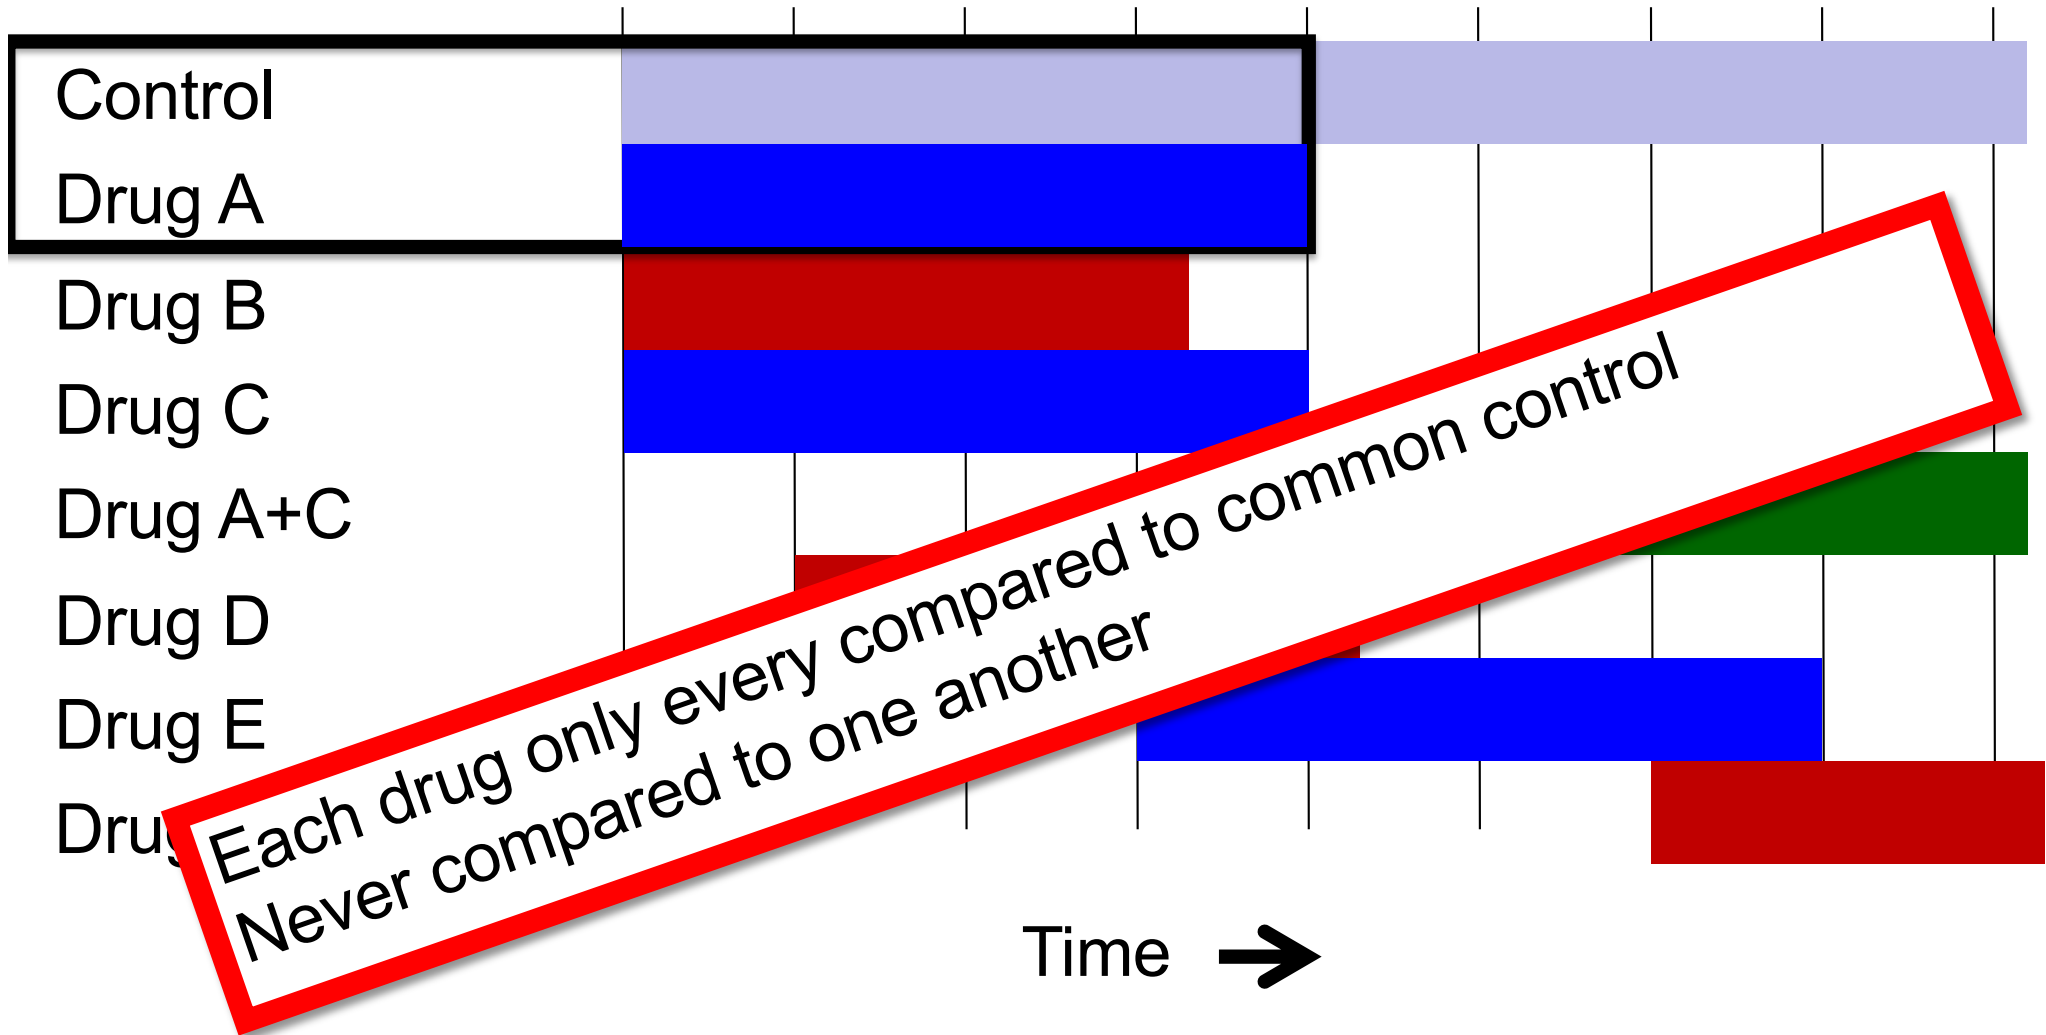 Control
Drug A
Drug B
Drug C
Drug A+C
Drug D
Drug E
Each drug only every compared to common control
Never compared to one another
Time